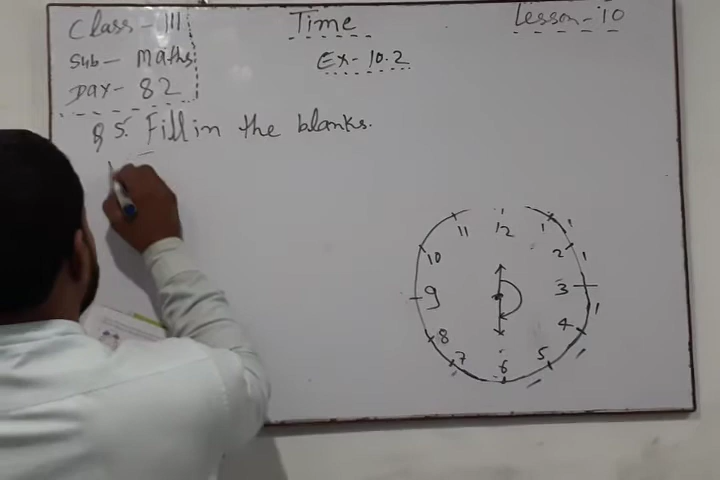 Class - III
Sub - Maths
Day - 82
Time
Ex - 10.2
Lesson - 10
Q 5. Fill in the blanks.
12
11 1
10 2
9 3
8 4
7 5
6